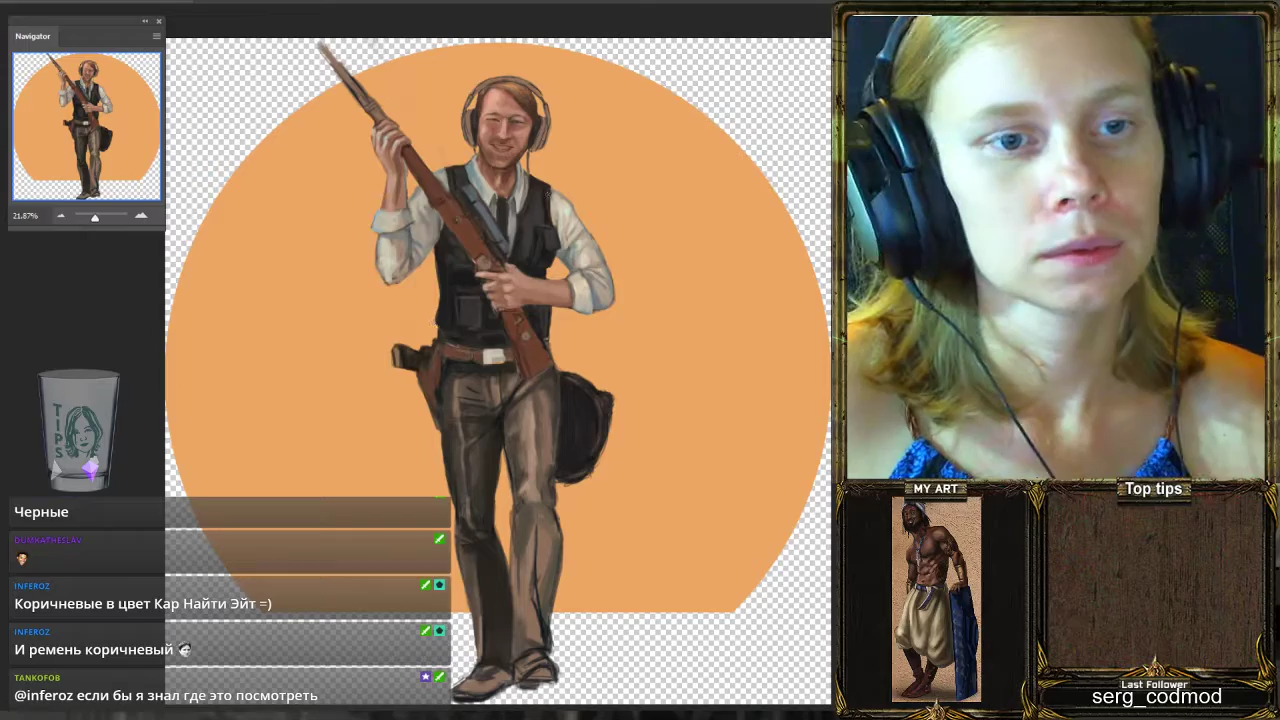 Navigator
21.87%
TIPS
Черные
DUMKATHESLAV
INFEROZ
Коричневые в цвет Кар Найти Эйт =)
INFEROZ
И ремень коричневый
TANKOFOB
@inferoz если бы я знал где это посмотреть
MY ART
Top tips
Last Follower
serg_codmod